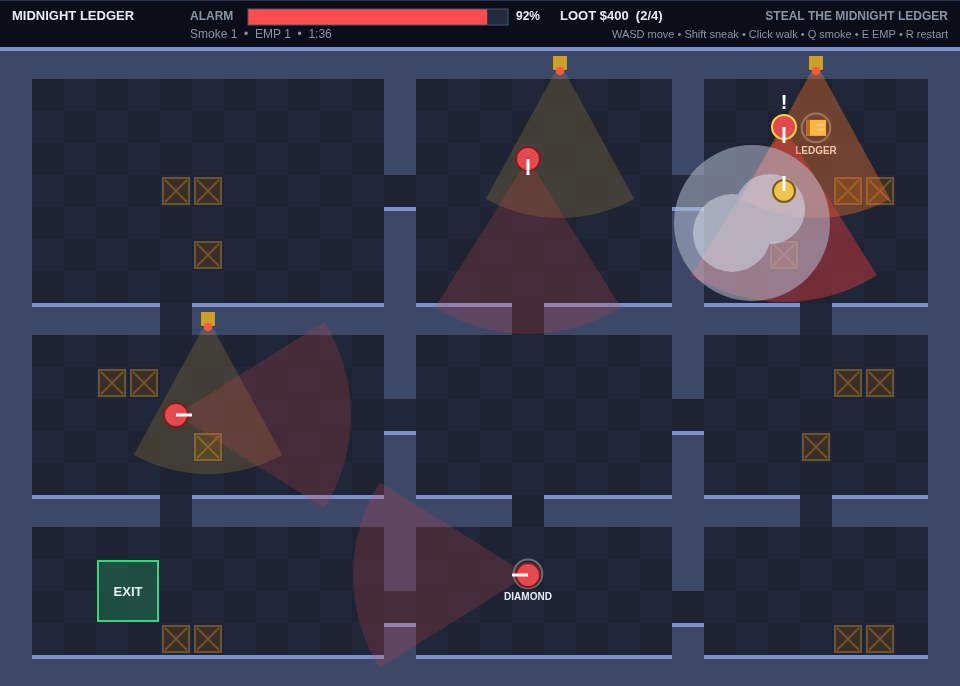 MIDNIGHT LEDGER
ALARM 92% LOOT $400 (2/4) STEAL THE MIDNIGHT LEDGER
Smoke 1 • EMP 1 • 1:36 WASD move • Shift sneak • Click walk • Q smoke • E EMP • R restart
!
LEDGER
EXIT
DIAMOND